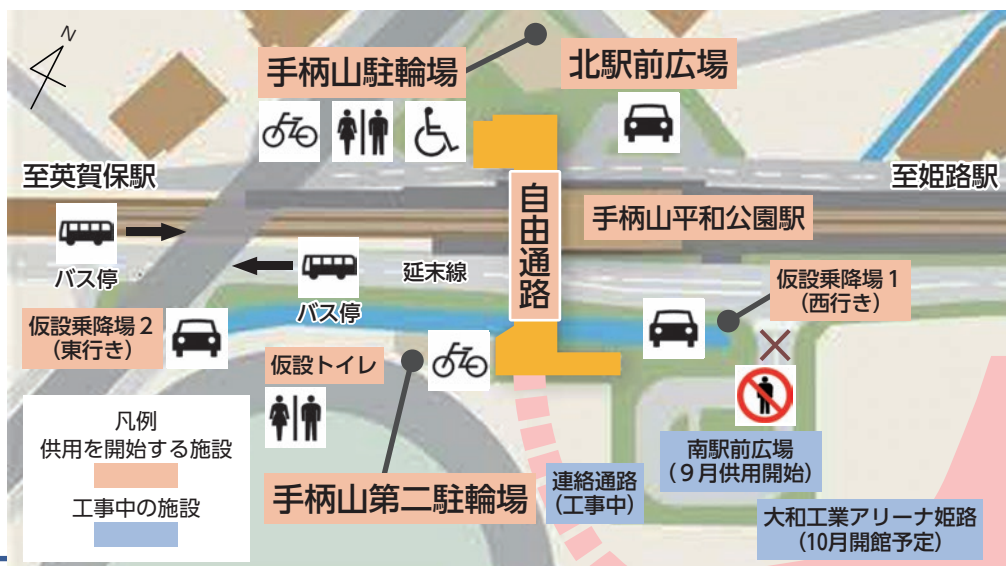 N
手柄山駐輪場
北駅前広場
至英賀保駅
至姫路駅
自由通路
手柄山平和公園駅
バス停
バス停
延末線
仮設乗降場1
(西行き)
仮設乗降場2
(東行き)
仮設トイレ
凡例
供用を開始する施設
工事中の施設
手柄山第二駐輪場
連絡通路
(工事中)
南駅前広場
(9月供用開始)
大和工業アリーナ姫路
(10月開館予定)